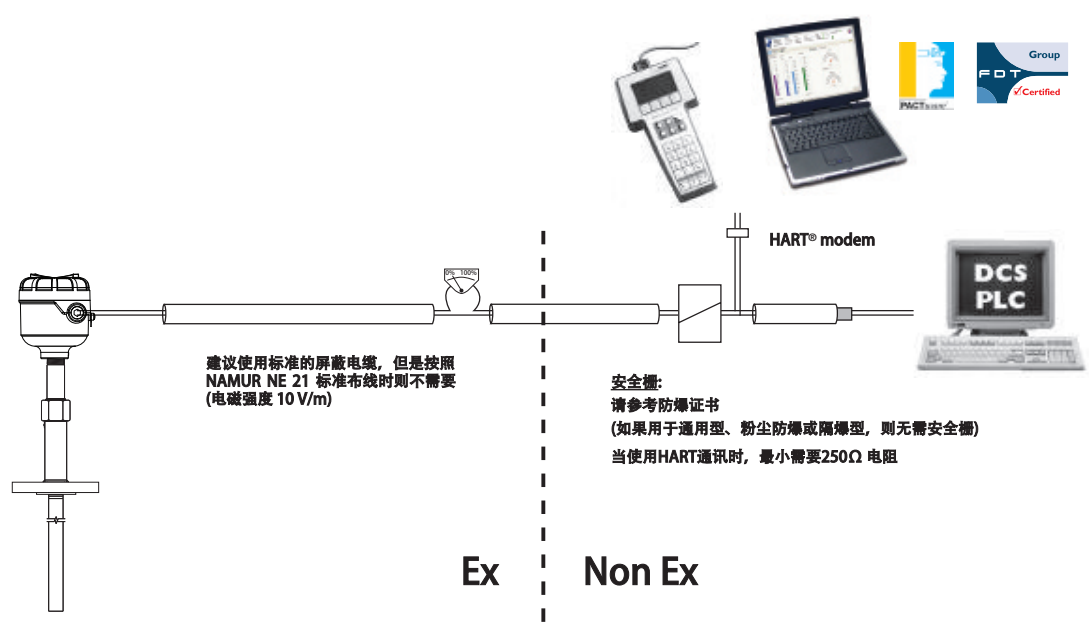 Group
FDT
Certified
PACTware
HART® modem
0% 100%
DCS
PLC
建议使用标准的屏蔽电缆，但是按照
NAMUR NE 21 标准布线时则不需要
(电磁强度 10 V/m)
安全栅:
请参考防爆证书
(如果用于通用型、粉尘防爆或隔爆型，则无需安全栅)
当使用HART通讯时，最小需要250Ω 电阻
Ex
Non Ex